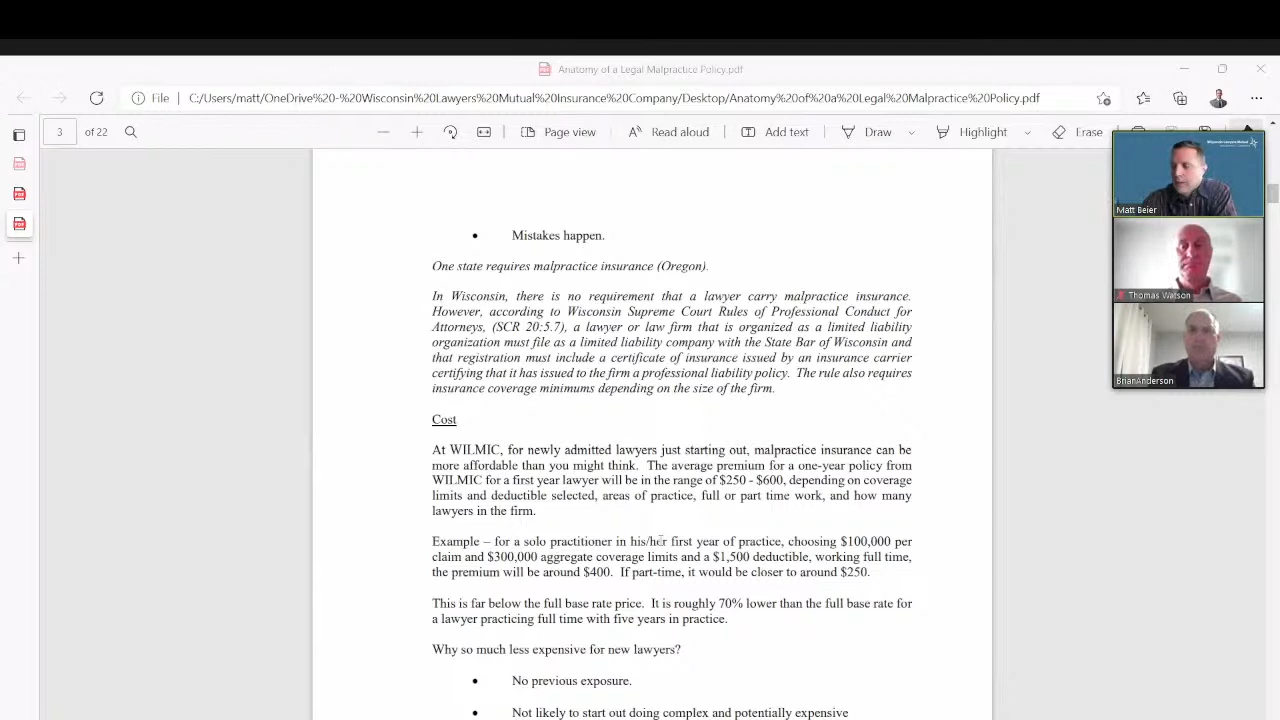 Anatomy of a Legal Malpractice Policy.pdf
File
C:/Users/matt/OneDrive%20-%20Wisconsin%20Lawyers%20Mutual%20Insurance%20Company/Desktop/Anatomy%20of%20a%20Legal%20Malpractice%20Policy.pdf
3 of 22
Page view
Read aloud
Add text
Draw
Highlight
Erase
Matt Beier
Thomas Watson
BrianAnderson
• Mistakes happen.
One state requires malpractice insurance (Oregon).
In Wisconsin, there is no requirement that a lawyer carry malpractice insurance.
However, according to Wisconsin Supreme Court Rules of Professional Conduct for
Attorneys, (SCR 20:5.7), a lawyer or law firm that is organized as a limited liability
organization must file as a limited liability company with the State Bar of Wisconsin and
that registration must include a certificate of insurance issued by an insurance carrier
certifying that it has issued to the firm a professional liability policy. The rule also requires
insurance coverage minimums depending on the size of the firm.
Cost
At WILMIC, for newly admitted lawyers just starting out, malpractice insurance can be
more affordable than you might think. The average premium for a one-year policy from
WILMIC for a first year lawyer will be in the range of $250 - $600, depending on coverage
limits and deductible selected, areas of practice, full or part time work, and how many
lawyers in the firm.
Example – for a solo practitioner in his/her first year of practice, choosing $100,000 per
claim and $300,000 aggregate coverage limits and a $1,500 deductible, working full time,
the premium will be around $400. If part-time, it would be closer to around $250.
This is far below the full base rate price. It is roughly 70% lower than the full base rate for
a lawyer practicing full time with five years in practice.
Why so much less expensive for new lawyers?
• No previous exposure.
• Not likely to start out doing complex and potentially expensive